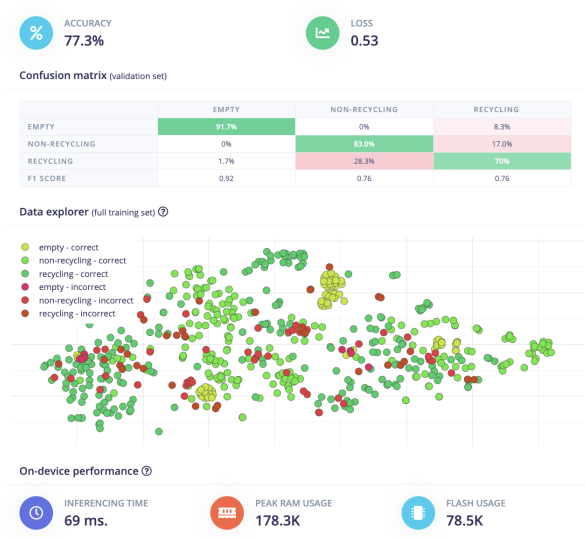 ACCURACY
77.3%
LOSS
0.53
Confusion matrix (validation set)
EMPTY NON-RECYCLING RECYCLING
EMPTY 91.7% 0% 8.3%
NON-RECYCLING 0% 83.0% 17.0%
RECYCLING 1.7% 28.3% 70%
F1 SCORE 0.92 0.76 0.76
Data explorer (full training set) ?
empty - correct
non-recycling - correct
recycling - correct
empty - incorrect
non-recycling - incorrect
recycling - incorrect
On-device performance ?
INFERENCING TIME
69 ms.
PEAK RAM USAGE
178.3K
FLASH USAGE
78.5K